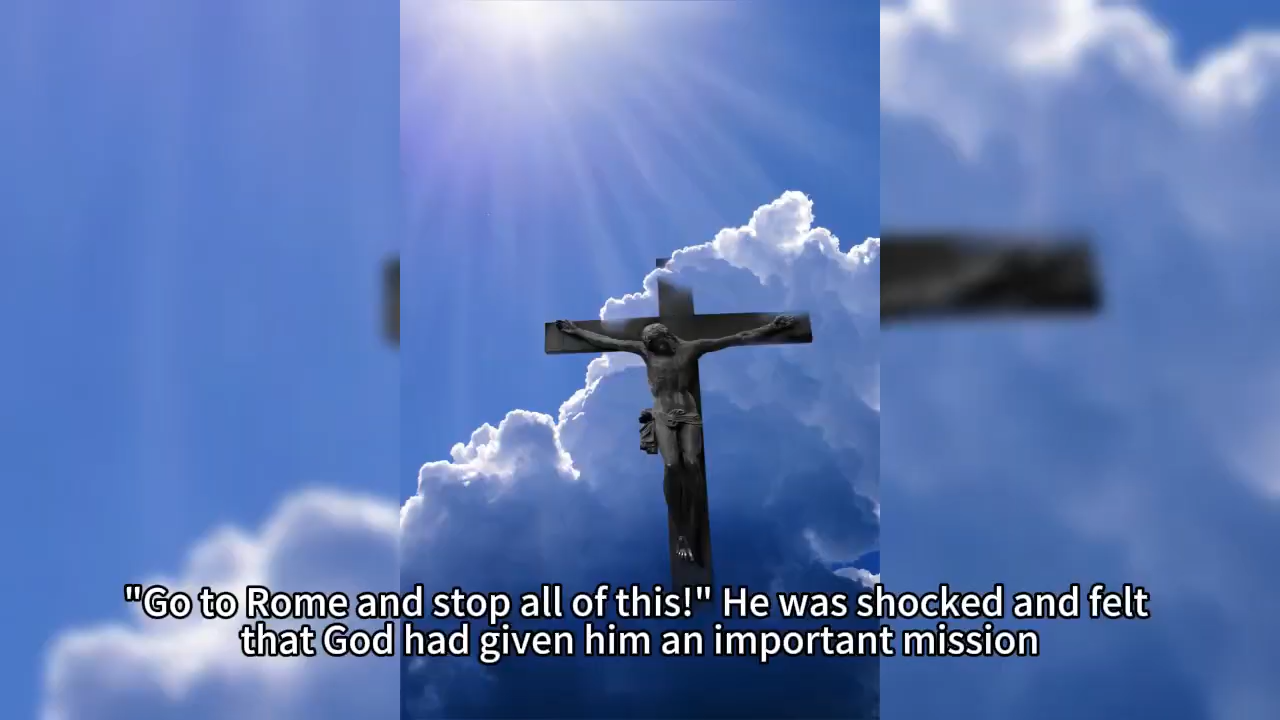 "Go to Rome and stop all of this!" He was shocked and felt
that God had given him an important mission